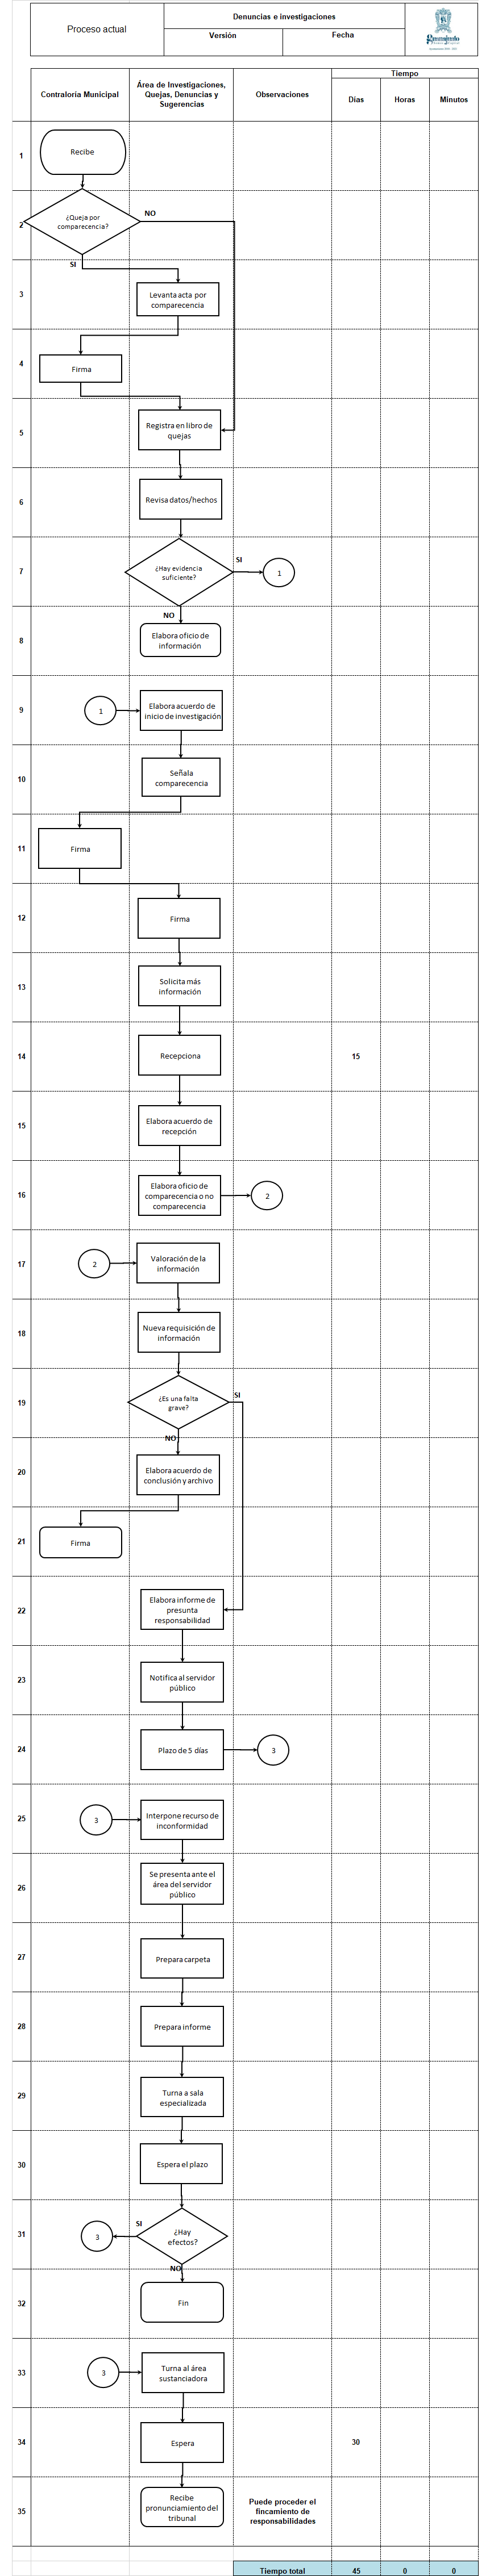 Proceso actual
Denuncias e investigaciones
Versión
Fecha
Guanajuato
Contraloría Municipal
Área de Investigaciones,
Quejas, Denuncias y
Sugerencias
Observaciones
Tiempo
Días
Horas
Minutos
1
Recibe
2
¿Queja por
comparecencia?
NO
SI
3
Levanta acta por
comparecencia
4
Firma
5
Registra en libro de
quejas
6
Revisa datos/hechos
7
¿Hay evidencia
suficiente?
SI
1
NO
8
Elabora oficio de
información
9
1
Elabora acuerdo de
inicio de investigación
10
Señala
comparecencia
11
Firma
12
Firma
13
Solicita más
información
14
Recepciona
15
15
Elabora acuerdo de
recepción
16
Elabora oficio de
comparecencia o no
comparecencia
2
17
2
Valoración de la
información
18
Nueva requisición de
información
19
¿Es una falta
grave?
SI
NO
20
Elabora acuerdo de
conclusión y archivo
21
Firma
22
Elabora informe de
presunta
responsabilidad
23
Notifica al servidor
público
24
Plazo de 5 días
3
25
3
Interpone recurso de
inconformidad
26
Se presenta ante el
área del servidor
público
27
Prepara carpeta
28
Prepara informe
29
Turna a sala
especializada
30
Espera el plazo
31
3
SI
¿Hay
efectos?
NO
32
Fin
33
3
Turna al área
sustanciadora
34
Espera
30
35
Recibe
pronunciamiento del
tribunal
Puede proceder el
fincamiento de
responsabilidades
Tiempo total
45
0
0